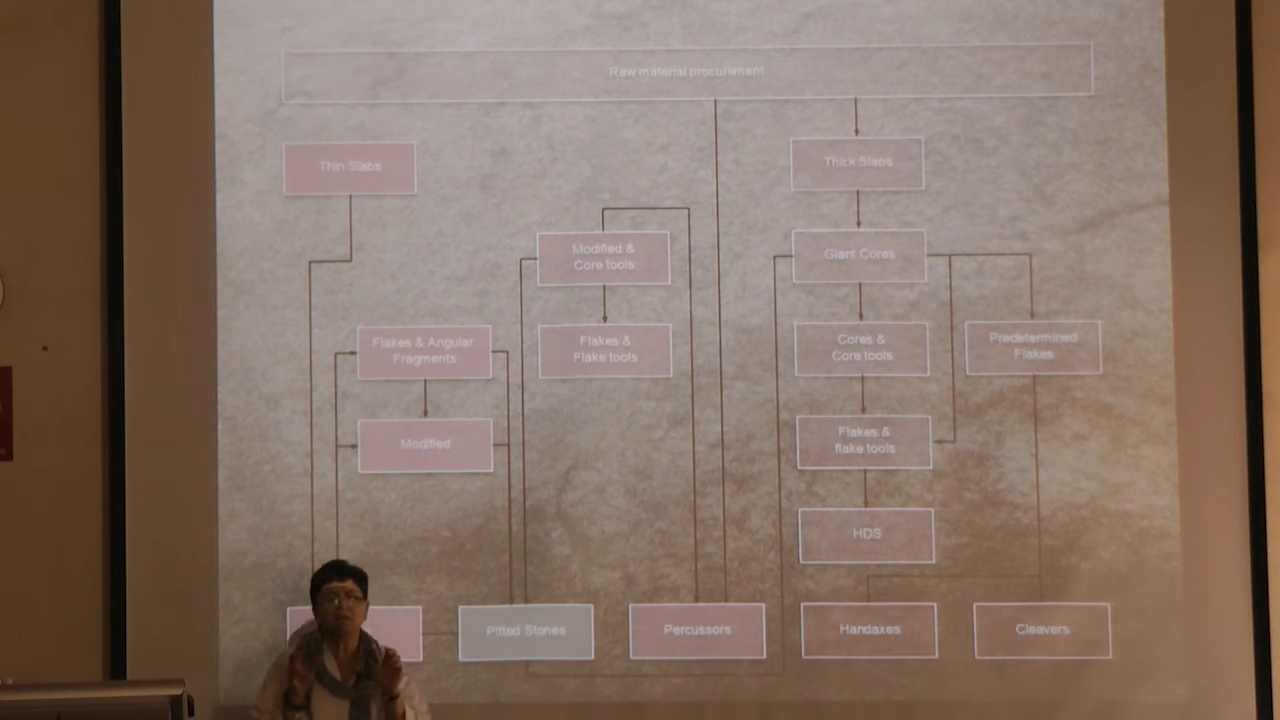 Raw material procurement
Thin Slabs
Thick Slabs
Modified &
Core tools
Giant Cores
Flakes & Angular
Fragments
Flakes &
Flake tools
Cores &
Core tools
Predetermined
Flakes
Modified
Flakes &
flake tools
HDS
Pitted Stones
Percussors
Handaxes
Cleavers